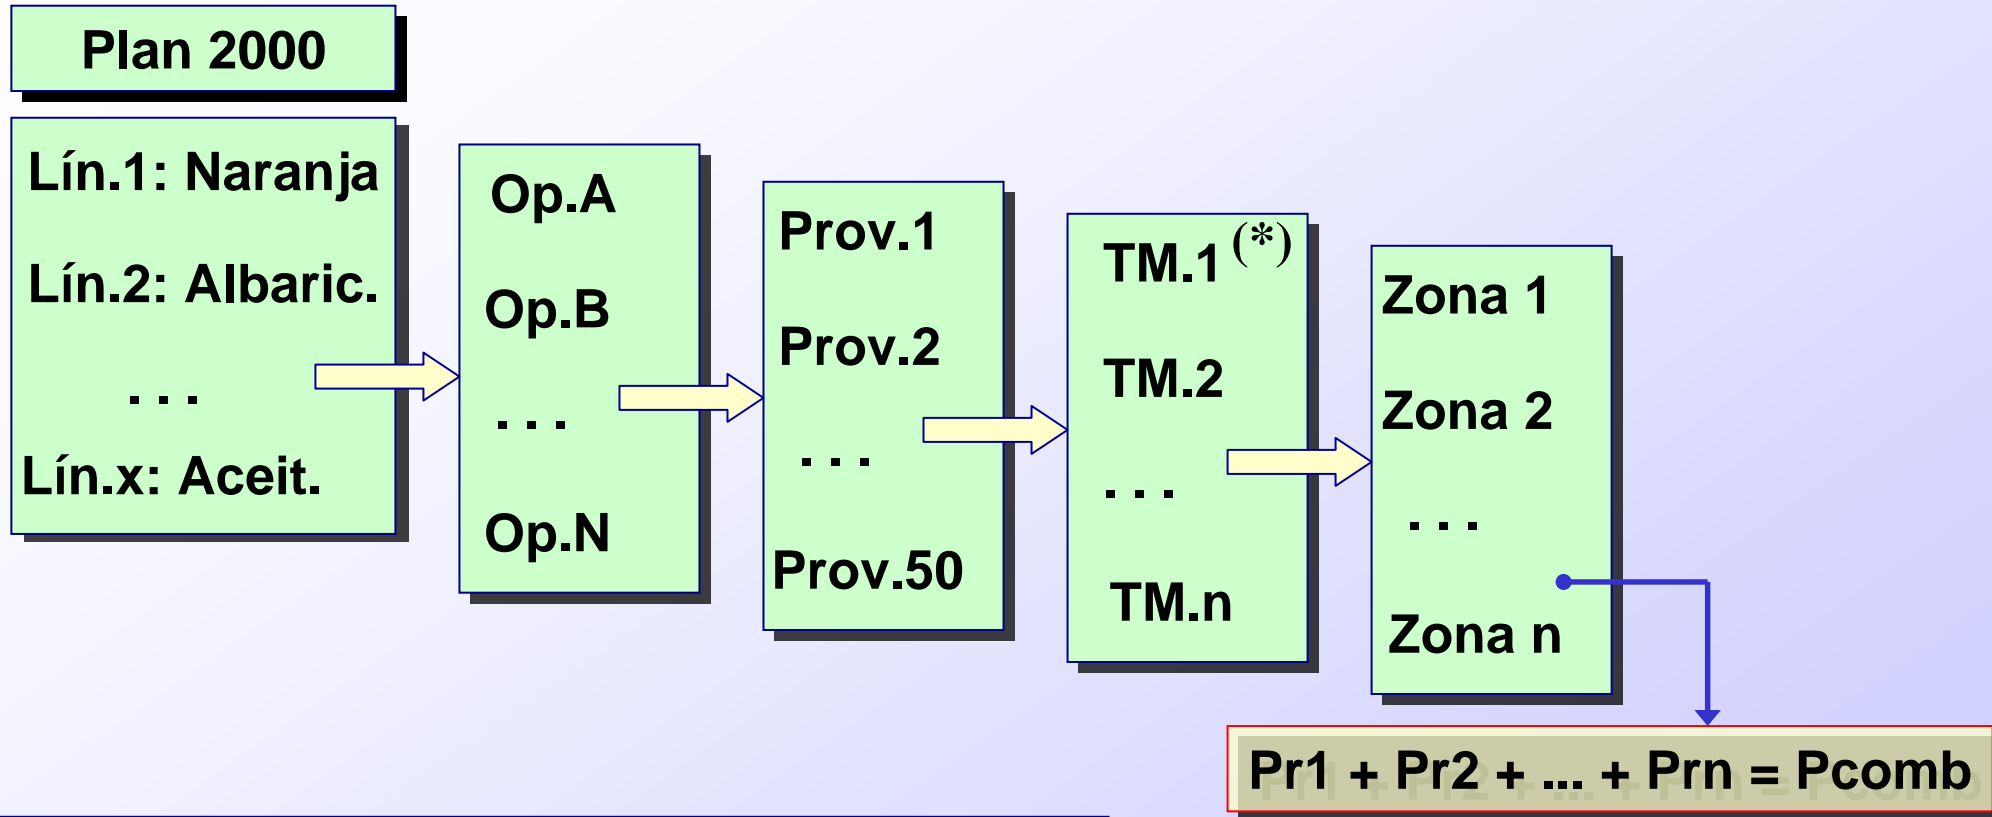 Plan 2000
Lín.1: Naranja
Lín.2: Albaric.
...
Lín.x: Aceit.
Op.A
Op.B
...
Op.N
Prov.1
Prov.2
...
Prov.50
TM.1 (*)
TM.2
...
TM.n
Zona 1
Zona 2
...
Zona n
Pr1 + Pr2 + ... + Prn = Pcomb